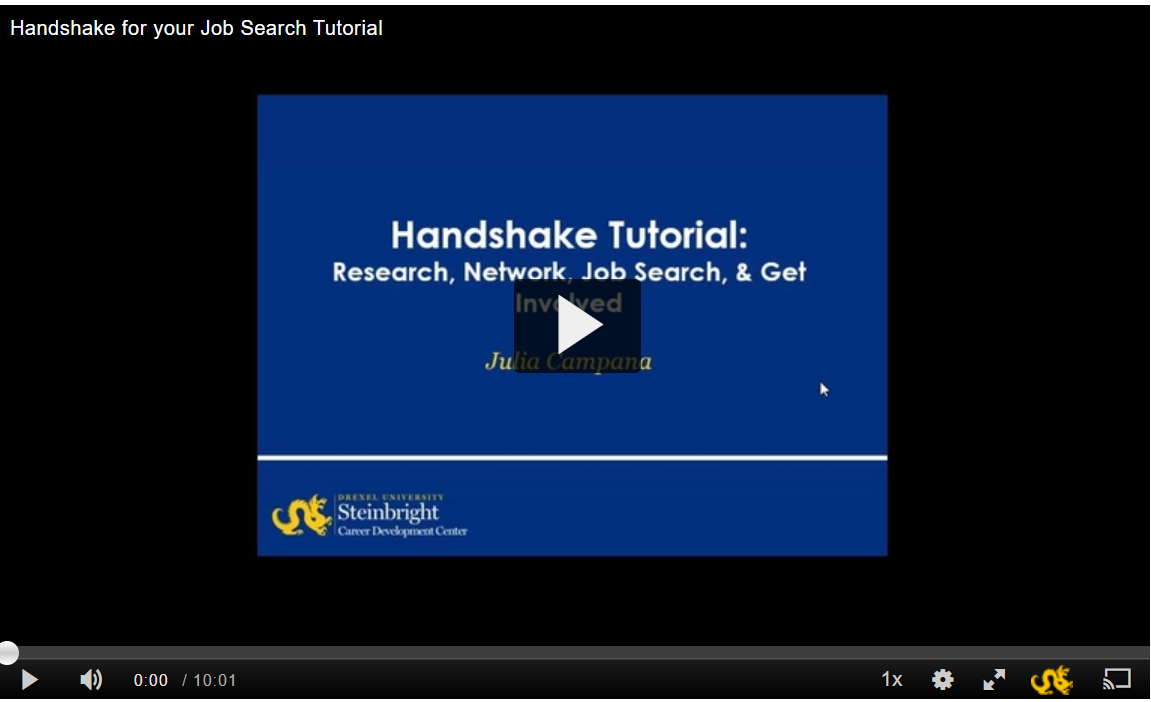 Handshake for your Job Search Tutorial
Handshake Tutorial:
Research, Network, Job Search, & Get
Involved
Julia Campana
DREXEL UNIVERSITY
Steinbright
Career Development Center
0:00 / 10:01
1x